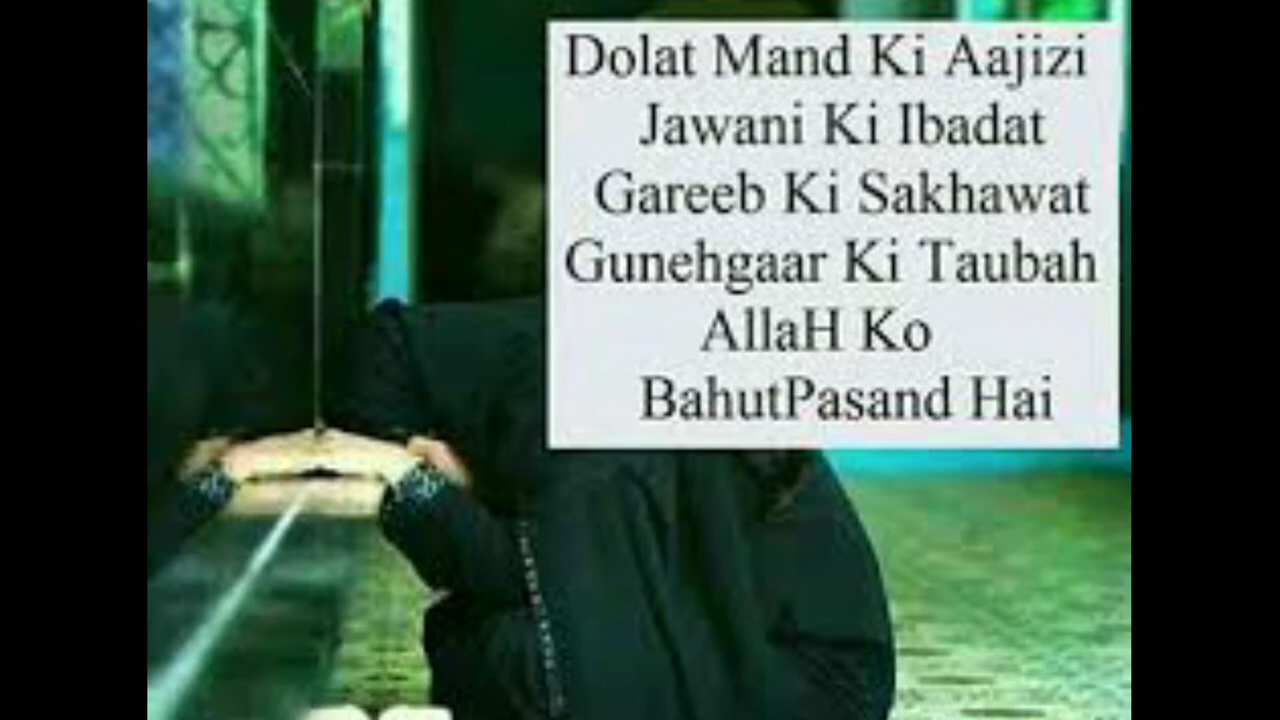 Dolat Mand Ki Aajizi
Jawani Ki Ibadat
Gareeb Ki Sakhawat
Gunehgaar Ki Taubah
AllaH Ko
BahutPasand Hai